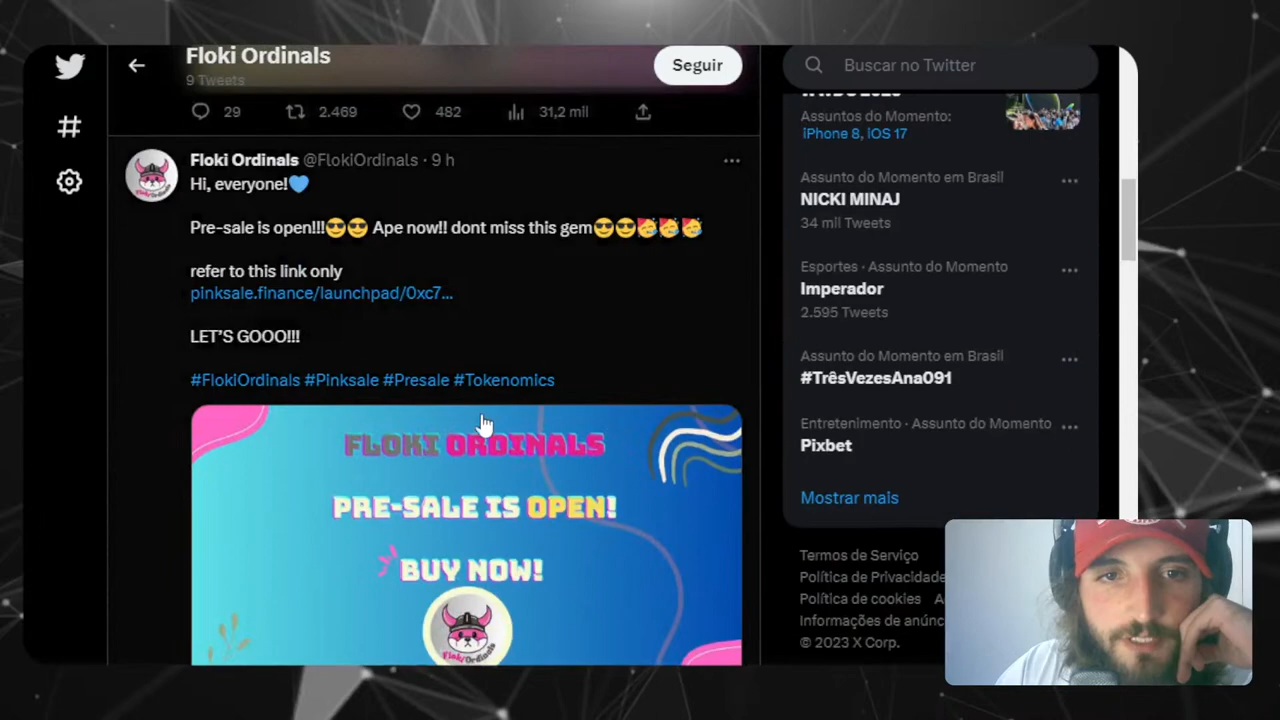 Floki Ordinals
9 Tweets
Seguir
Buscar no Twitter
29 2.469 482 31,2 mil
Floki Ordinals @FlokiOrdinals · 9 h
Hi, everyone!💙
Pre-sale is open!!!😎😎 Ape now!! dont miss this gem😎😎🥳🥳🥳
refer to this link only
pinksale.finance/launchpad/0xc7...
LET'S GOOO!!!
#FlokiOrdinals #Pinksale #Presale #Tokenomics
FLOKI ORDINALS
PRE-SALE IS OPEN!
BUY NOW!
Floki Ordinals
Assuntos do Momento:
iPhone 8, iOS 17
Assunto do Momento em Brasil
NICKI MINAJ
34 mil Tweets
Esportes · Assunto do Momento
Imperador
2.595 Tweets
Assunto do Momento em Brasil
#TrêsVezesAna091
Entretenimento · Assunto do Momento
Pixbet
Mostrar mais
Termos de Serviço
Política de Privacidade
Política de cookies
Informações de anúnc
© 2023 X Corp.